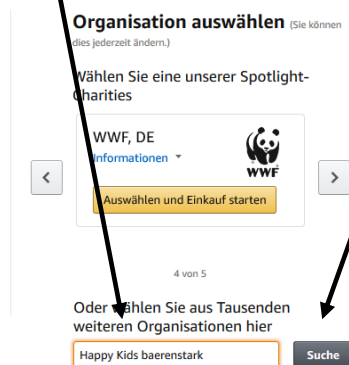 Organisation auswählen (Sie können
dies jederzeit ändern.)
Wählen Sie eine unserer Spotlight-
Charities
WWF, DE
Informationen
WWF
Auswählen und Einkauf starten
4 von 5
Oder wählen Sie aus Tausenden
weiteren Organisationen hier
Happy Kids baerenstark
Suche